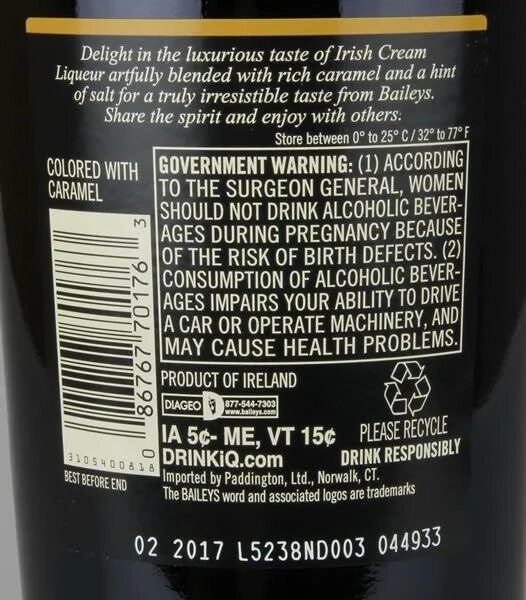 Delight in the luxurious taste of Irish Cream
Liqueur artfully blended with rich caramel and a hint
of salt for a truly irresistible taste from Baileys.
Share the spirit and enjoy with others.
Store between 0° to 25° C / 32° to 77° F
COLORED WITH
CARAMEL
GOVERNMENT WARNING: (1) ACCORDING
TO THE SURGEON GENERAL, WOMEN
SHOULD NOT DRINK ALCOHOLIC BEVER-
AGES DURING PREGNANCY BECAUSE
OF THE RISK OF BIRTH DEFECTS. (2)
CONSUMPTION OF ALCOHOLIC BEVER-
AGES IMPAIRS YOUR ABILITY TO DRIVE
A CAR OR OPERATE MACHINERY, AND
MAY CAUSE HEALTH PROBLEMS.
0 86767 70176 3
3105400818
BEST BEFORE END
PRODUCT OF IRELAND
DIAGEO 877-544-7303
www.baileys.com
IA 5¢- ME, VT 15¢
PLEASE RECYCLE
DRINKiQ.com
DRINK RESPONSIBLY
Imported by Paddington, Ltd., Norwalk, CT.
The BAILEYS word and associated logos are trademarks
02 2017 L5238ND003 044933